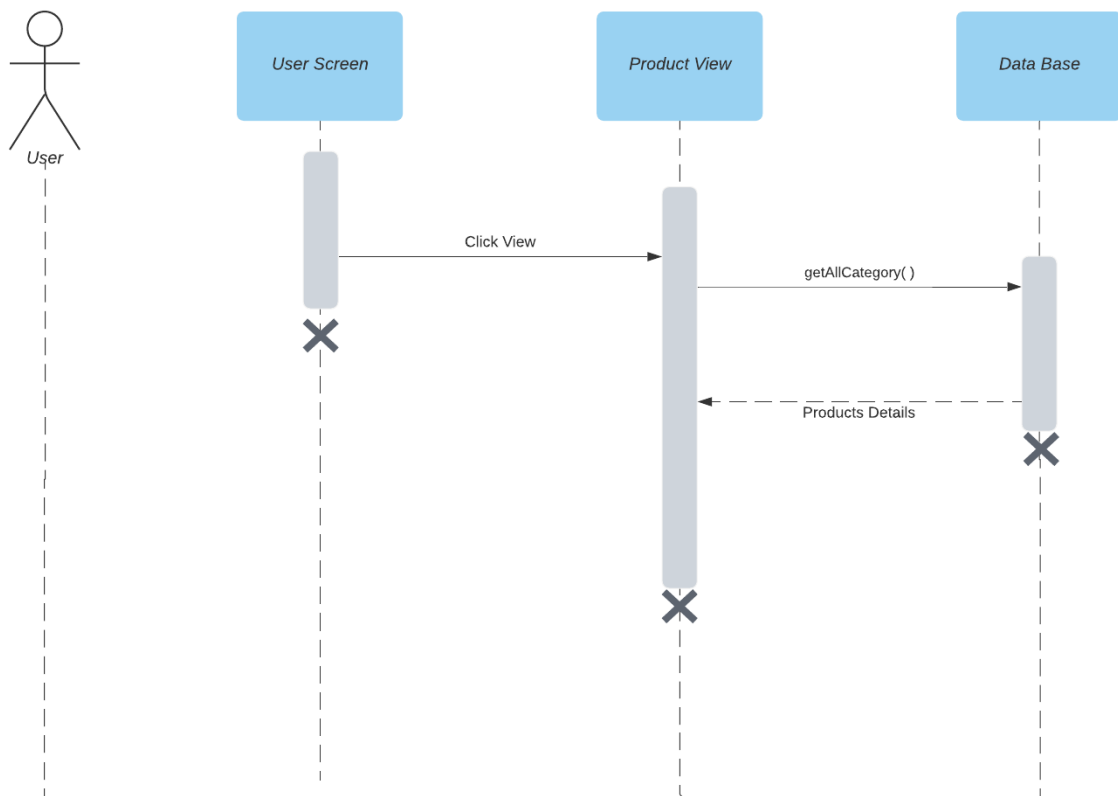 User Screen
Product View
Data Base
User
Click View
getAllCategory( )
Products Details